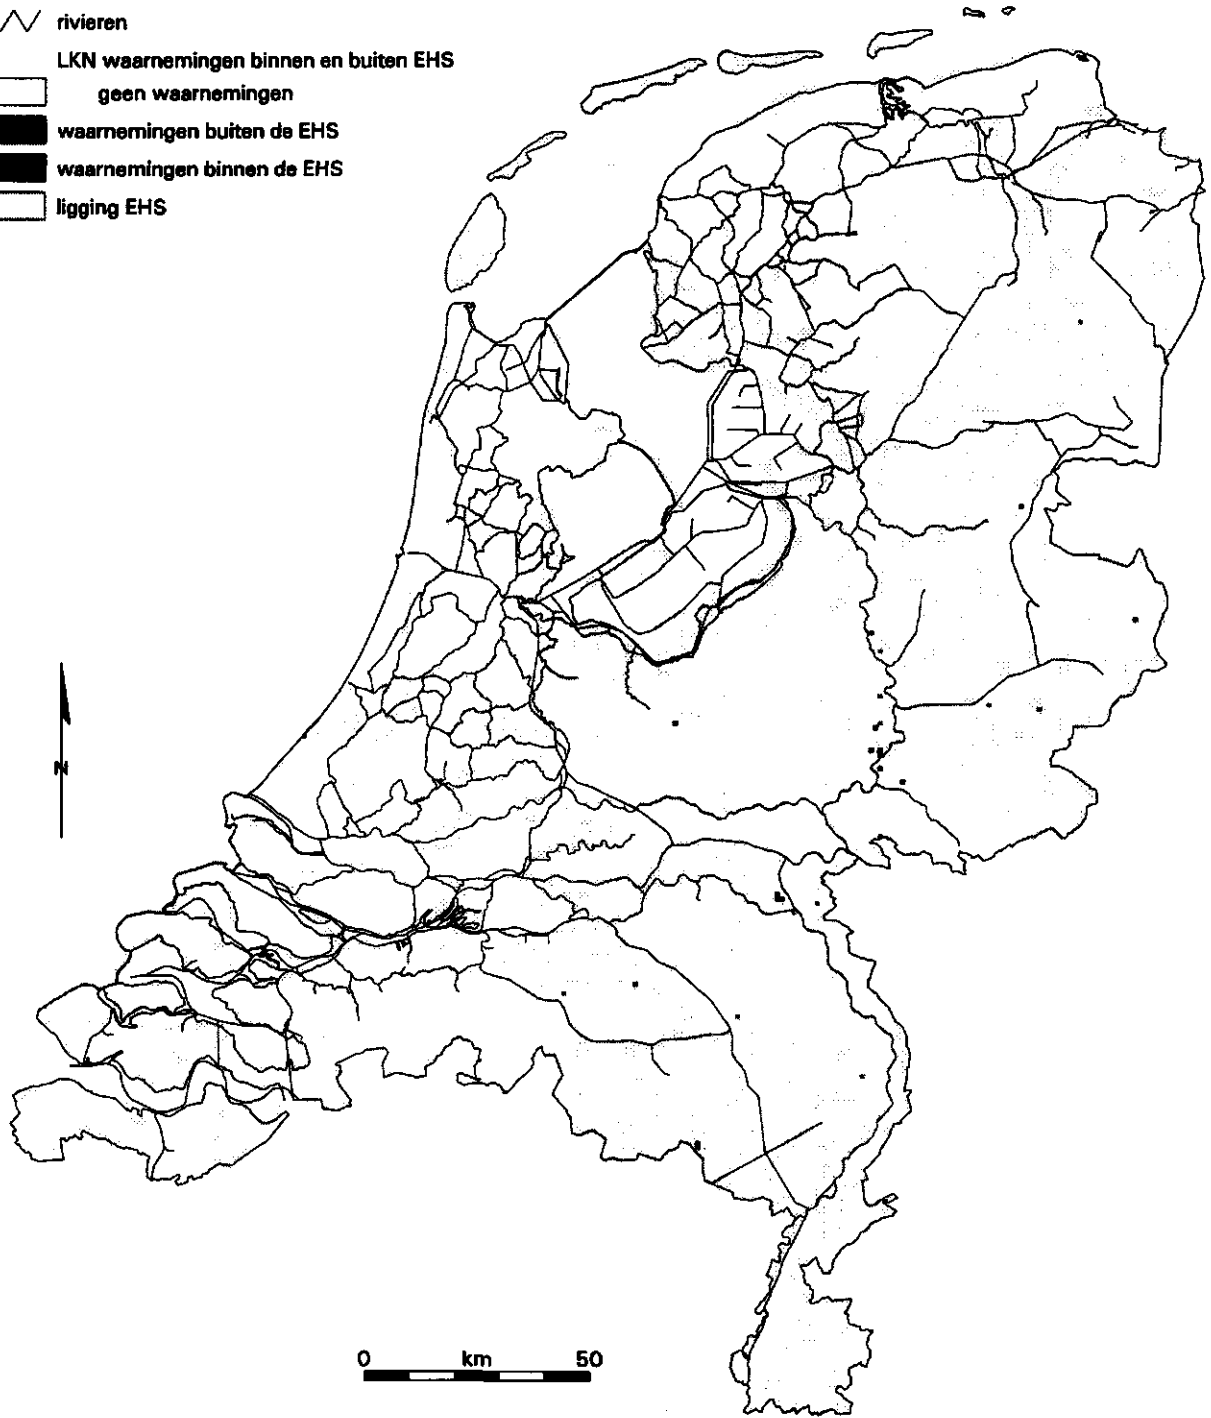 rivieren
LKN waarnemingen binnen en buiten EHS
geen waarnemingen
waarnemingen buiten de EHS
waarnemingen binnen de EHS
ligging EHS
N
0 km 50